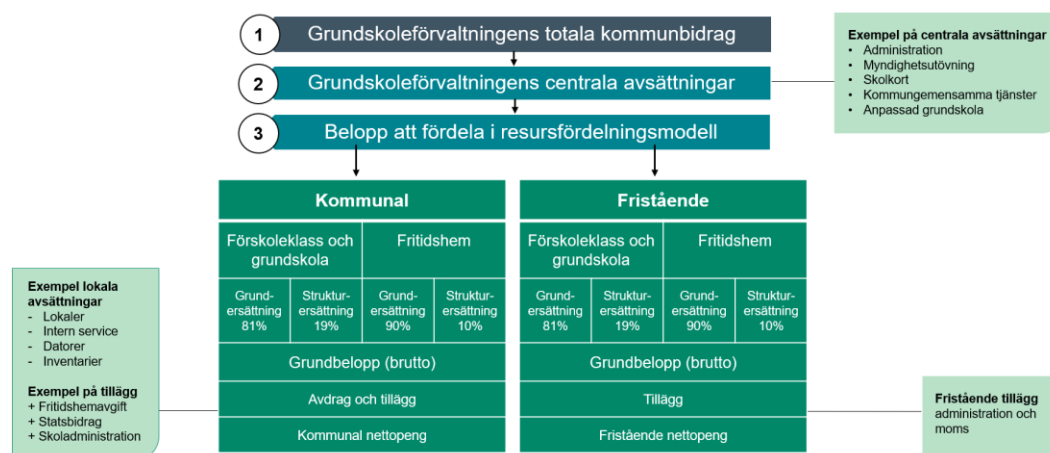 1 Grundskoleförvaltningens totala kommunbidrag
2 Grundskoleförvaltningens centrala avsättningar
3 Belopp att fördela i resursfördelningsmodell
Exempel på centrala avsättningar
• Administration
• Myndighetsutövning
• Skolkort
• Kommungemensamma tjänster
• Anpassad grundskola
Kommunal
Förskoleklass och
grundskola
Fritidshem
Grund-
ersättning
81%
Struktur-
ersättning
19%
Grund-
ersättning
90%
Struktur-
ersättning
10%
Grundbelopp (brutto)
Avdrag och tillägg
Kommunal nettopeng
Fristående
Förskoleklass och
grundskola
Fritidshem
Grund-
ersättning
81%
Struktur-
ersättning
19%
Grund-
ersättning
90%
Struktur-
ersättning
10%
Grundbelopp (brutto)
Tillägg
Fristående nettopeng
Exempel lokala
avsättningar
- Lokaler
- Intern service
- Datorer
- Inventarier
Exempel på tillägg
+ Fritidshemavgift
+ Statsbidrag
+ Skoladministration
Fristående tillägg
administration och
moms